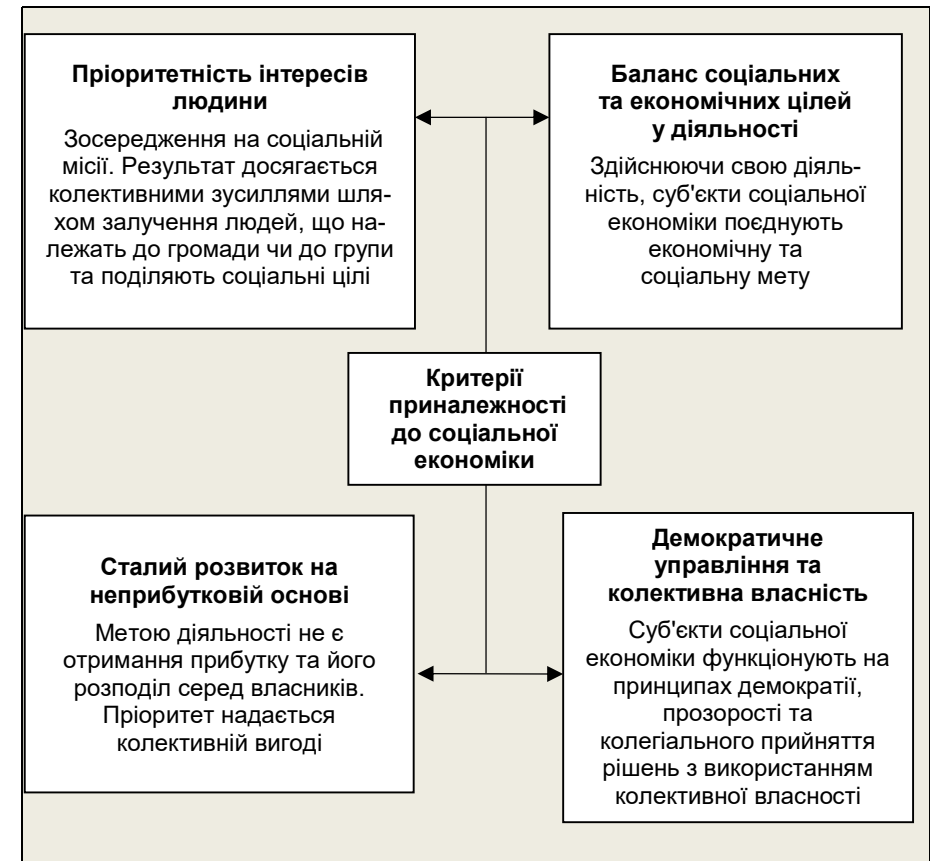 Пріоритетність інтересів
людини
Зосередження на соціальній
місії. Результат досягається
колективними зусиллями шля-
хом залучення людей, що на-
лежать до громади чи до групи
та поділяють соціальні цілі
Баланс соціальних
та економічних цілей
у діяльності
Здійснюючи свою діяль-
ність, суб'єкти соціальної
економіки поєднують
економічну та
соціальну мету
Критерії
приналежності
до соціальної
економіки
Сталий розвиток на
неприбутковій основі
Метою діяльності не є
отримання прибутку та його
розподіл серед власників.
Пріоритет надається
колективній вигоді
Демократичне
управління та
колективна власність
Суб'єкти соціальної
економіки функціонують на
принципах демократії,
прозорості та
колегіального прийняття
рішень з використанням
колективної власності